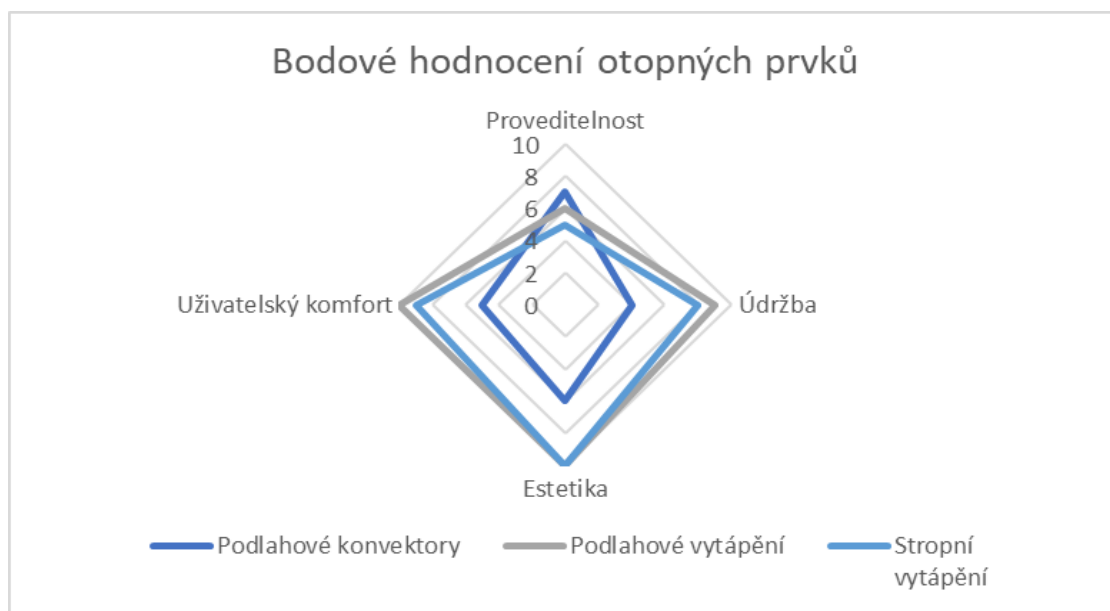 Bodové hodnocení otopných prvků
Proveditelnost
10
8
6
4
2
0
Uživatelský komfort
Údržba
Estetika
Podlahové konvektory
Podlahové vytápění
Stropní
vytápění